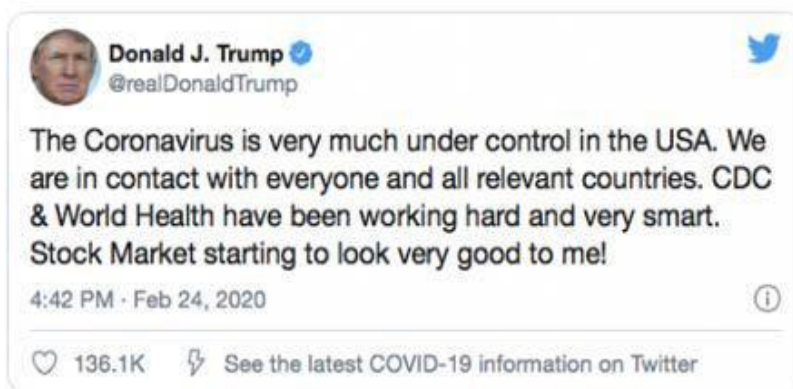 Donald J. Trump
@realDonaldTrump
The Coronavirus is very much under control in the USA. We
are in contact with everyone and all relevant countries. CDC
& World Health have been working hard and very smart.
Stock Market starting to look very good to me!
4:42 PM · Feb 24, 2020
136.1K See the latest COVID-19 information on Twitter